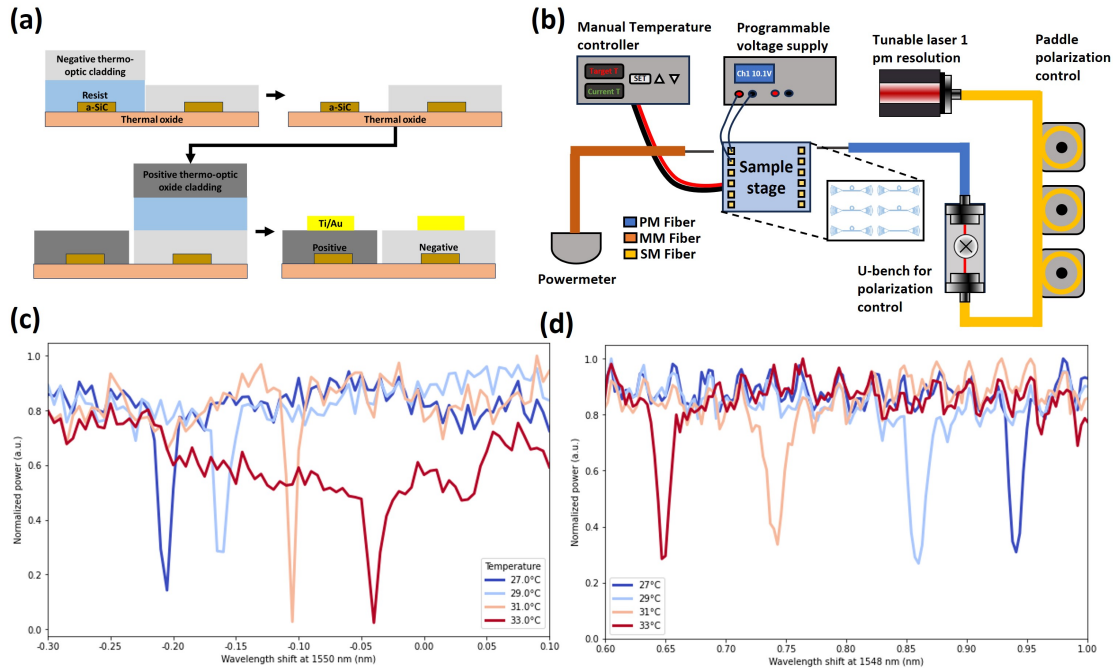 (a)
Negative thermo-
optic cladding
Resist
a-SiC
Thermal oxide
a-SiC
Thermal oxide
Positive thermo-optic
oxide cladding
Ti/Au
Positive
Negative
(b)
Manual Temperature
controller
Target T
Current T
SET
Programmable
voltage supply
Ch1 10.1V
Tunable laser 1
pm resolution
Paddle
polarization
control
Sample
stage
PM Fiber
MM Fiber
SM Fiber
Powermeter
U-bench for
polarization
control
(c)
Normalized power (a.u.)
1.0
0.8
0.6
0.4
0.2
0.0
-0.30
-0.25
-0.20
-0.15
-0.10
-0.05
0.00
0.05
0.10
Wavelength shift at 1550 nm (nm)
Temperature
27.0°C
29.0°C
31.0°C
33.0°C
(d)
Normalized power (a.u.)
1.0
0.8
0.6
0.4
0.2
0.0
0.60
0.65
0.70
0.75
0.80
0.85
0.90
0.95
1.00
Wavelength shift at 1548 nm (nm)
27°C
29°C
31°C
33°C